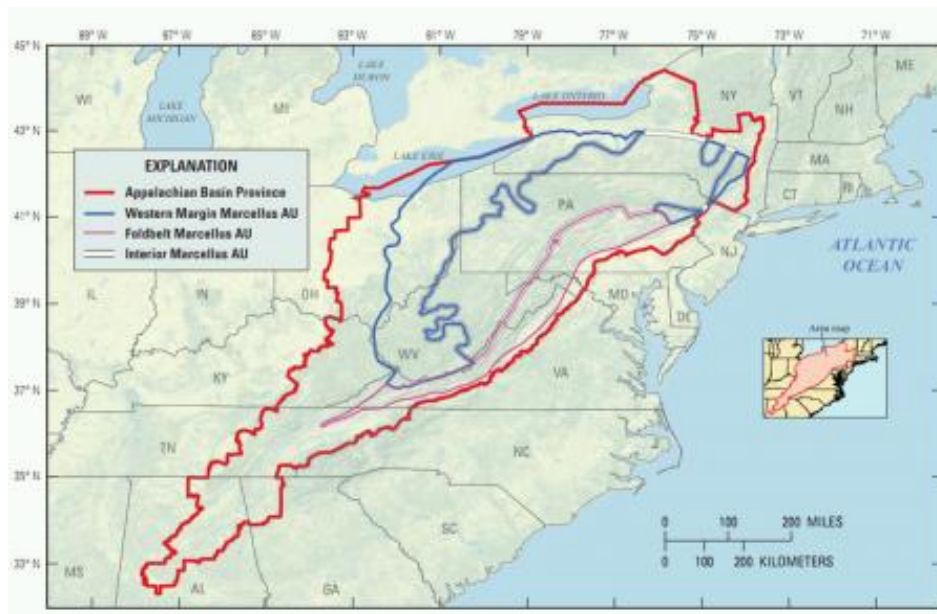 89° W 87° W 85° W 83° W 81° W 79° W 77° W 75° W 73° W 71° W
45° N
43° N
41° N
39° N
37° N
35° N
33° N
WI
LAKE MICHIGAN
MI
LAKE HURON
LAKE ONTARIO
LAKE ERIE
NY
VT
NH
ME
MA
CT
RI
PA
NJ
ATLANTIC
OCEAN
EXPLANATION
Appalachian Basin Province
Western Margin Marcellus AU
Foldbelt Marcellus AU
Interior Marcellus AU
IL
IN
OH
MD
DE
WV
KY
VA
Area map
TN
NC
SC
MS
AL
GA
0 100 200 MILES
0 100 200 KILOMETERS